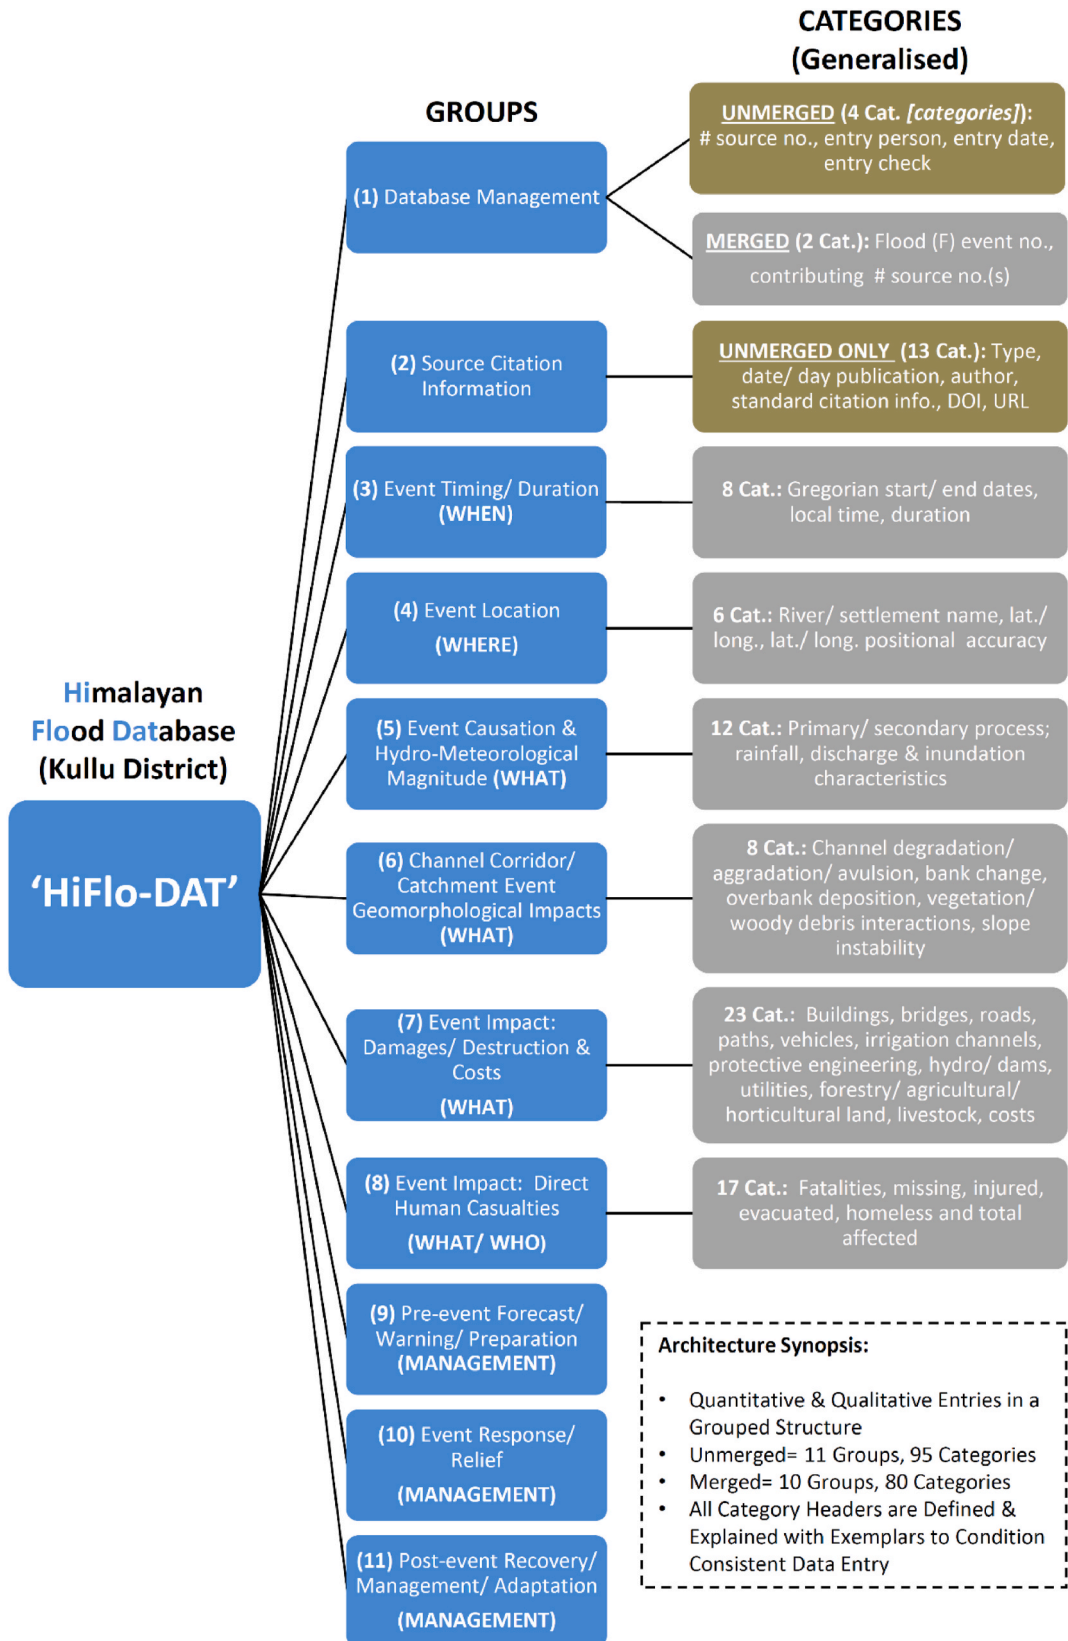 CATEGORIES
(Generalised)
GROUPS
UNMERGED (4 Cat. [categories]):
# source no., entry person, entry date,
entry check
(1) Database Management
MERGED (2 Cat.): Flood (F) event no.,
contributing # source no.(s)
(2) Source Citation
Information
UNMERGED ONLY (13 Cat.): Type,
date/ day publication, author,
standard citation info., DOI, URL
(3) Event Timing/ Duration
(WHEN)
8 Cat.: Gregorian start/ end dates,
local time, duration
(4) Event Location
(WHERE)
6 Cat.: River/ settlement name, lat./
long., lat./ long. positional accuracy
Himalayan
Flood Database
(Kullu District)
'HiFlo-DAT'
(5) Event Causation &
Hydro-Meteorological
Magnitude (WHAT)
12 Cat.: Primary/ secondary process;
rainfall, discharge & inundation
characteristics
(6) Channel Corridor/
Catchment Event
Geomorphological Impacts
(WHAT)
8 Cat.: Channel degradation/
aggradation/ avulsion, bank change,
overbank deposition, vegetation/
woody debris interactions, slope
instability
(7) Event Impact:
Damages/ Destruction &
Costs
(WHAT)
23 Cat.: Buildings, bridges, roads,
paths, vehicles, irrigation channels,
protective engineering, hydro/ dams,
utilities, forestry/ agricultural/
horticultural land, livestock, costs
(8) Event Impact: Direct
Human Casualties
(WHAT/ WHO)
17 Cat.: Fatalities, missing, injured,
evacuated, homeless and total
affected
(9) Pre-event Forecast/
Warning/ Preparation
(MANAGEMENT)
(10) Event Response/
Relief
(MANAGEMENT)
(11) Post-event Recovery/
Management/ Adaptation
(MANAGEMENT)
Architecture Synopsis:
• Quantitative & Qualitative Entries in a
Grouped Structure
• Unmerged= 11 Groups, 95 Categories
• Merged= 10 Groups, 80 Categories
• All Category Headers are Defined &
Explained with Exemplars to Condition
Consistent Data Entry